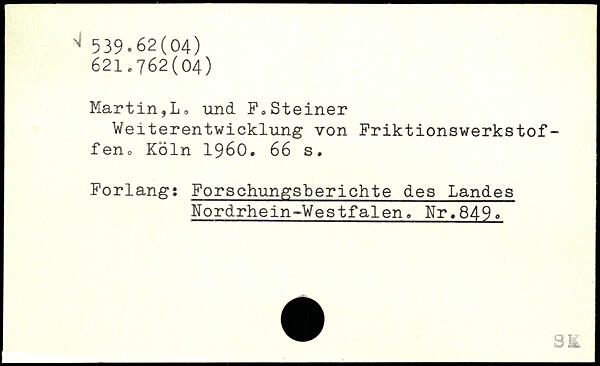 539.62(04)
621.762(04)
Martin,L. und F.Steiner
Weiterentwicklung von Friktionswerkstof-
fen. Köln 1960. 66 s.
Forlang: Forschungsberichte des Landes
Nordrhein-Westfalen. Nr.849.
SK